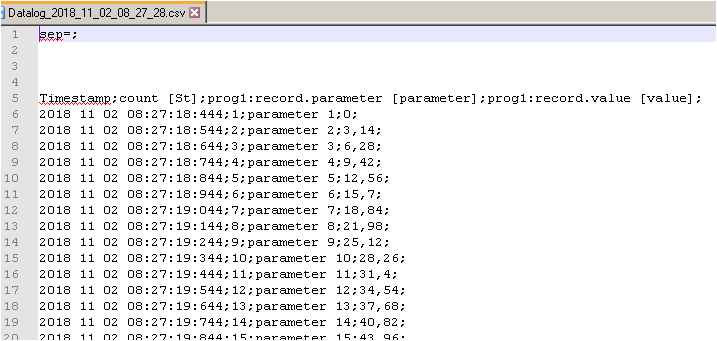 Datalog_2018_11_02_08_27_28.csv
1 sep=;
2
3
4
5 Timestamp;count [St];prog1:record.parameter [parameter];prog1:record.value [value];
6 2018 11 02 08:27:18:444;1;parameter 1;0;
7 2018 11 02 08:27:18:544;2;parameter 2;3,14;
8 2018 11 02 08:27:18:644;3;parameter 3;6,28;
9 2018 11 02 08:27:18:744;4;parameter 4;9,42;
10 2018 11 02 08:27:18:844;5;parameter 5;12,56;
11 2018 11 02 08:27:18:944;6;parameter 6;15,7;
12 2018 11 02 08:27:19:044;7;parameter 7;18,84;
13 2018 11 02 08:27:19:144;8;parameter 8;21,98;
14 2018 11 02 08:27:19:244;9;parameter 9;25,12;
15 2018 11 02 08:27:19:344;10;parameter 10;28,26;
16 2018 11 02 08:27:19:444;11;parameter 11;31,4;
17 2018 11 02 08:27:19:544;12;parameter 12;34,54;
18 2018 11 02 08:27:19:644;13;parameter 13;37,68;
19 2018 11 02 08:27:19:744;14;parameter 14;40,82;
20 2018 11 02 08:27:19:844;15;parameter 15;43,96;